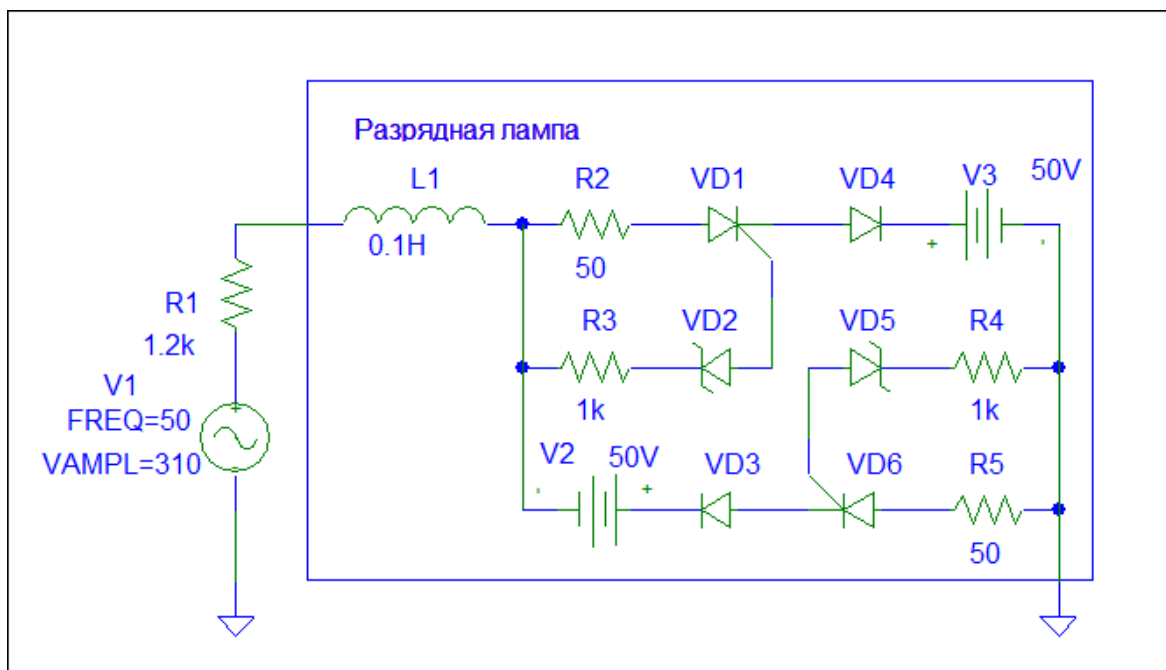 Разрядная лампа
L1
0.1H
R2
50
VD1
VD4
V3
50V
+
-
R1
1.2k
R3
1k
VD2
VD5
R4
1k
V1
FREQ=50
VAMPL=310
+
-
V2
50V
-
+
VD3
VD6
R5
50